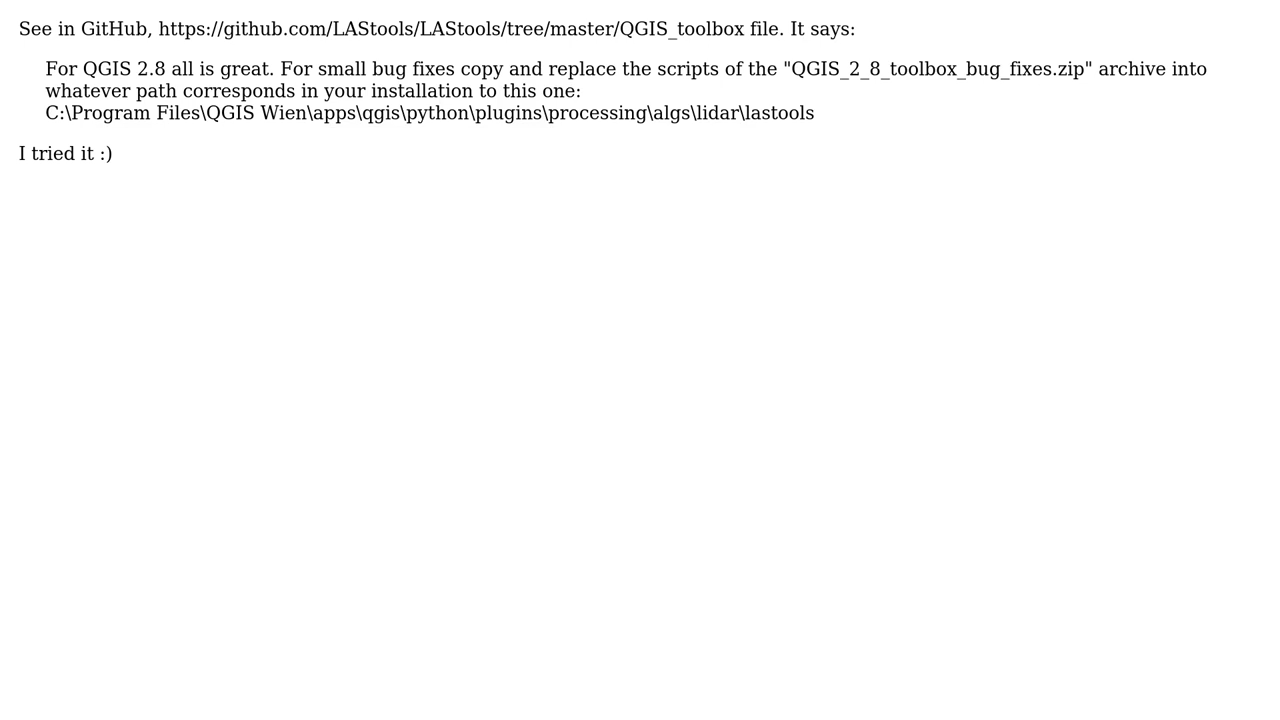 See in GitHub, https://github.com/LAStools/LAStools/tree/master/QGIS_toolbox file. It says:
For QGIS 2.8 all is great. For small bug fixes copy and replace the scripts of the "QGIS_2_8_toolbox_bug_fixes.zip" archive into
whatever path corresponds in your installation to this one:
C:\Program Files\QGIS Wien\apps\qgis\python\plugins\processing\algs\lidar\lastools
I tried it :)